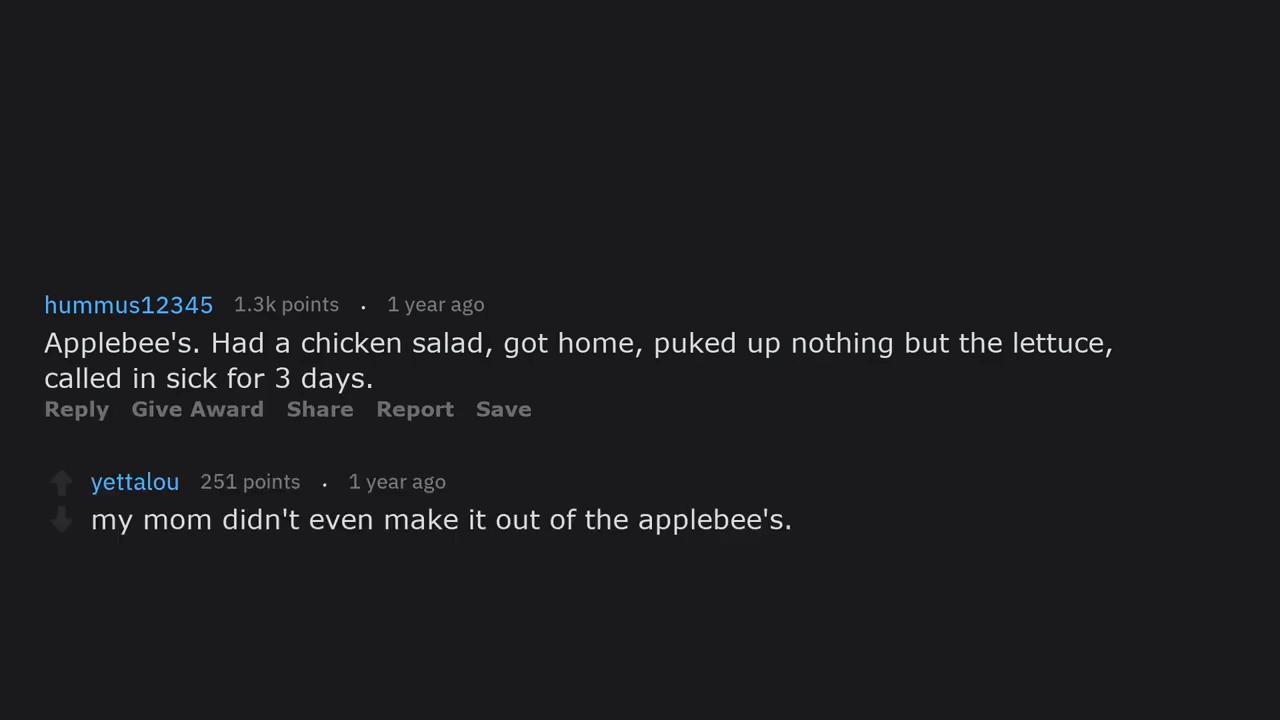 hummus12345 1.3k points · 1 year ago
Applebee's. Had a chicken salad, got home, puked up nothing but the lettuce,
called in sick for 3 days.
Reply Give Award Share Report Save
yettalou 251 points · 1 year ago
my mom didn't even make it out of the applebee's.